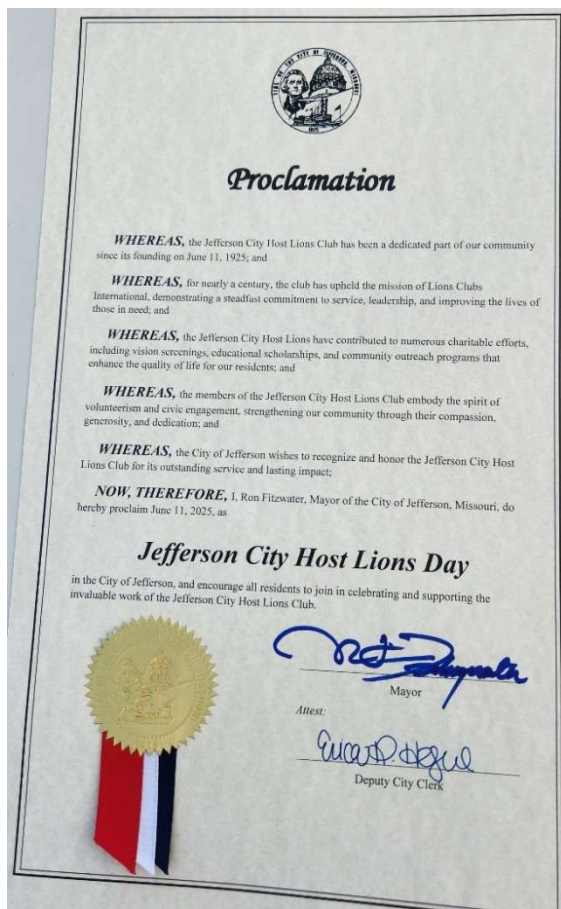 SEAL OF THE CITY OF JEFFERSON, MISSOURI
1825
Proclamation
WHEREAS, the Jefferson City Host Lions Club has been a dedicated part of our community
since its founding on June 11, 1925; and
WHEREAS, for nearly a century, the club has upheld the mission of Lions Clubs
International, demonstrating a steadfast commitment to service, leadership, and improving the lives of
those in need; and
WHEREAS, the Jefferson City Host Lions have contributed to numerous charitable efforts,
including vision screenings, educational scholarships, and community outreach programs that
enhance the quality of life for our residents; and
WHEREAS, the members of the Jefferson City Host Lions Club embody the spirit of
volunteerism and civic engagement, strengthening our community through their compassion,
generosity, and dedication; and
WHEREAS, the City of Jefferson wishes to recognize and honor the Jefferson City Host
Lions Club for its outstanding service and lasting impact;
NOW, THEREFORE, I, Ron Fitzwater, Mayor of the City of Jefferson, Missouri, do
hereby proclaim June 11, 2025, as
Jefferson City Host Lions Day
in the City of Jefferson, and encourage all residents to join in celebrating and supporting the
invaluable work of the Jefferson City Host Lions Club.
Mayor
Attest:
Deputy City Clerk